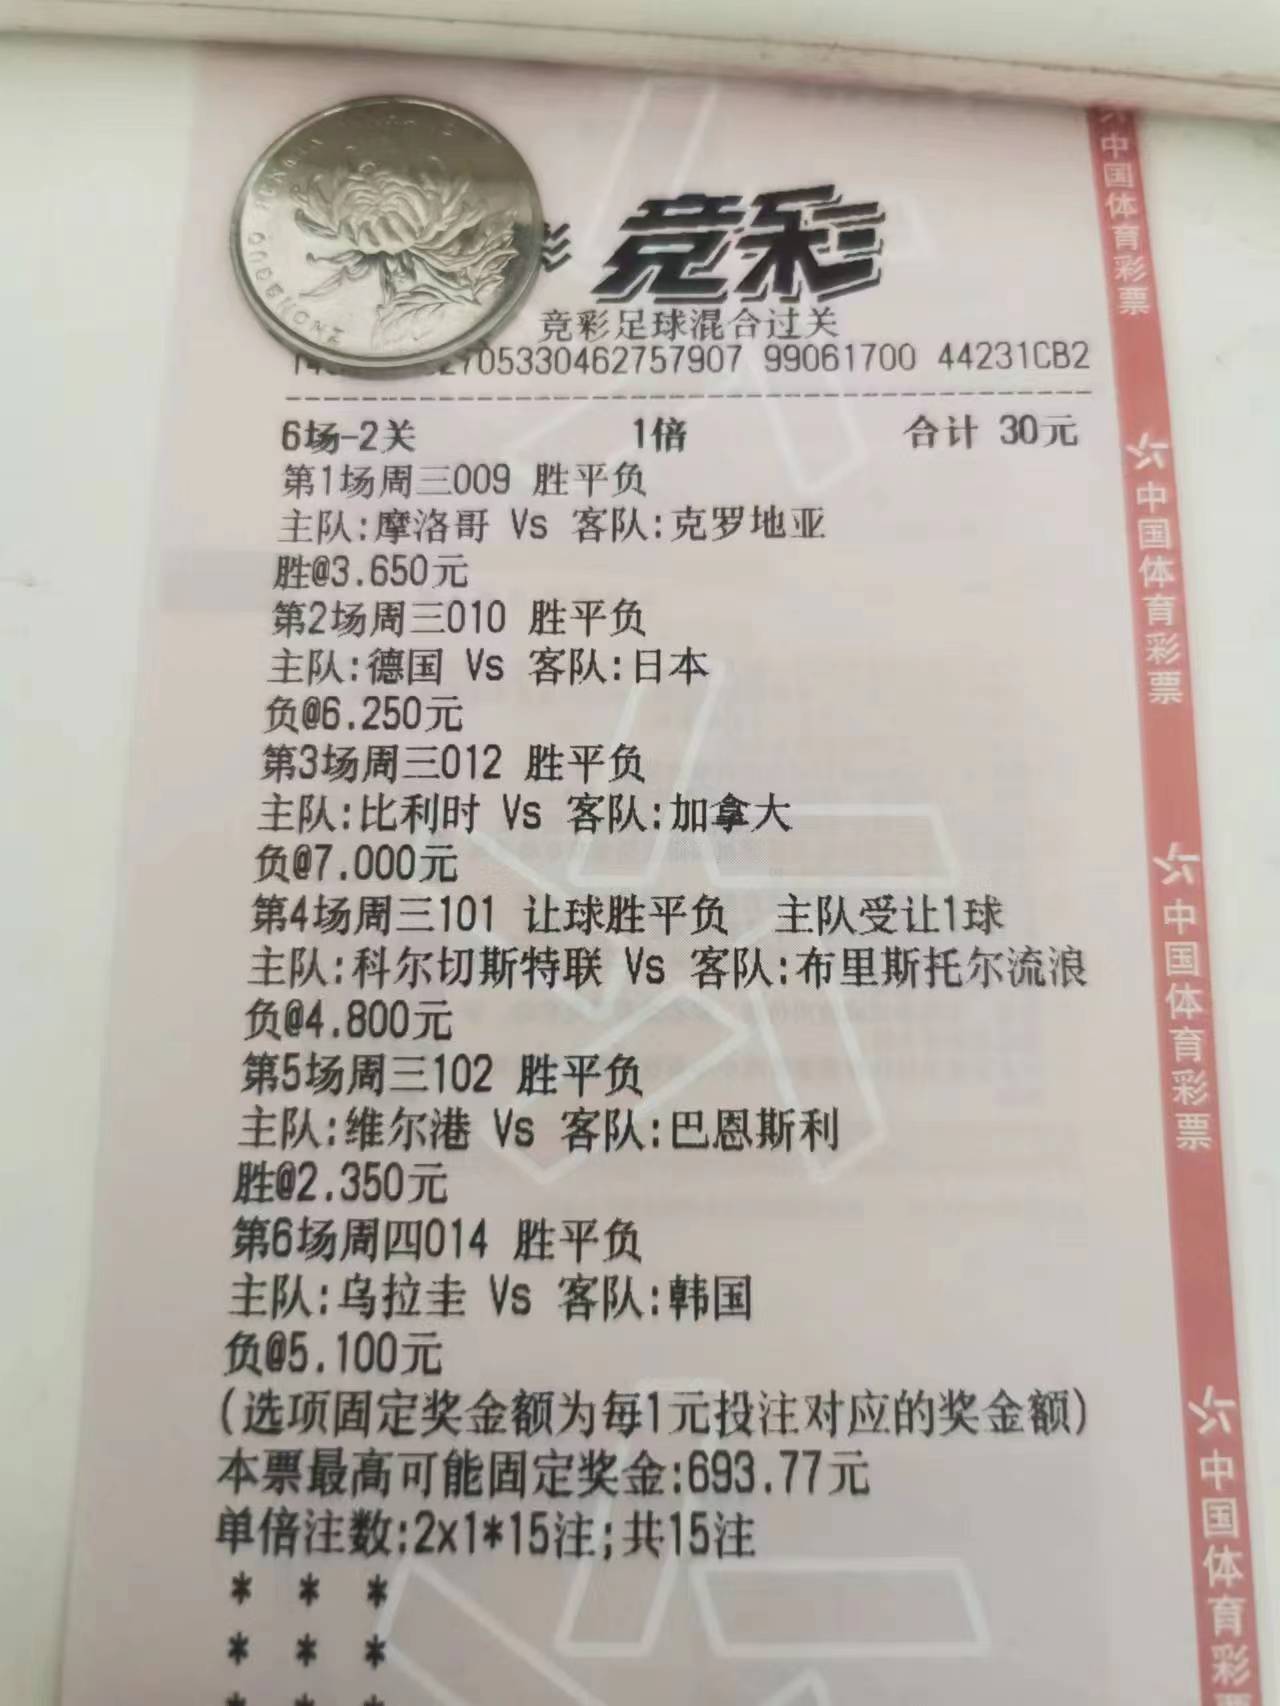 彩 竞彩
竞彩足球混合过关
2705330462757907 99061700 44231CB2
6场-2关 1倍 合计 30元
第1场周三009 胜平负
主队:摩洛哥 Vs 客队:克罗地亚
胜@3.650元
第2场周三010 胜平负
主队:德国 Vs 客队:日本
负@6.250元
第3场周三012 胜平负
主队:比利时 Vs 客队:加拿大
负@7.000元
第4场周三101 让球胜平负 主队受让1球
主队:科尔切斯特联 Vs 客队:布里斯托尔流浪
负@4.800元
第5场周三102 胜平负
主队:维尔港 Vs 客队:巴恩斯利
胜@2.350元
第6场周四014 胜平负
主队:乌拉圭 Vs 客队:韩国
负@5.100元
(选项固定奖金额为每1元投注对应的奖金额)
本票最高可能固定奖金:693.77元
单倍注数:2x1*15注;共15注
* * *
* * *
* * *
中国体育彩票
中国体育彩票
中国体育彩票
中国体育彩票